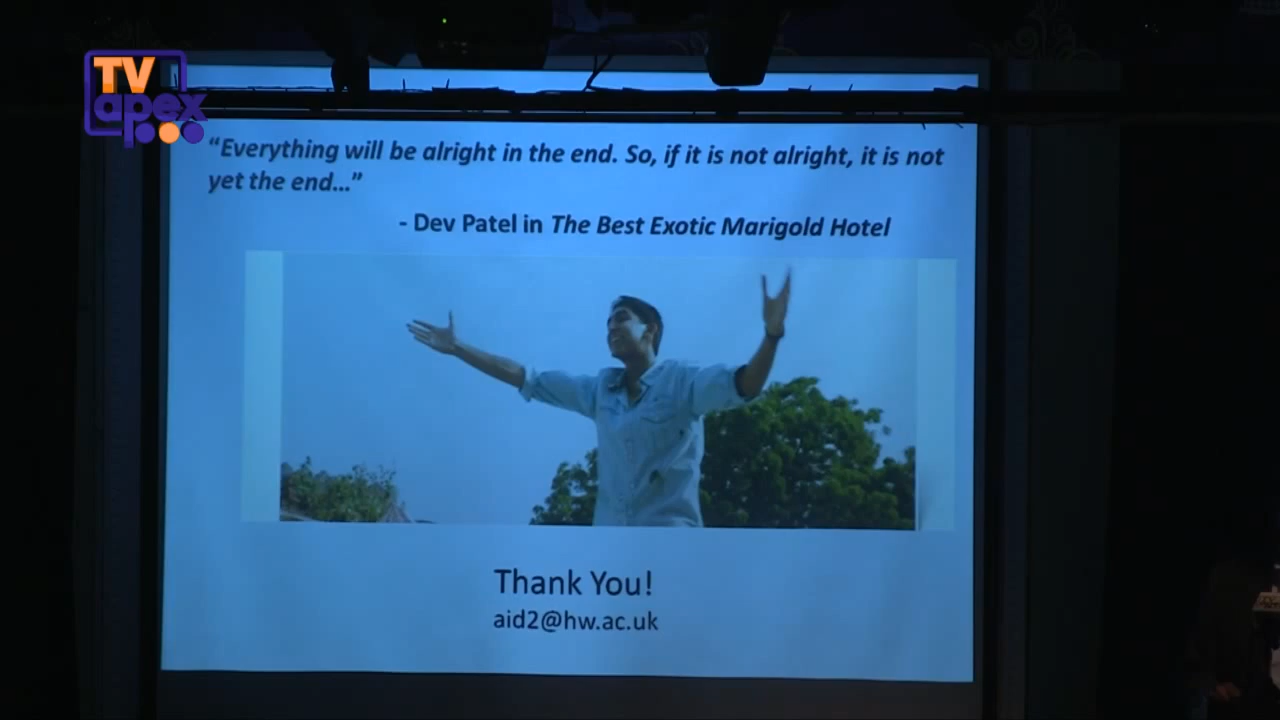 TV
apex
“Everything will be alright in the end. So, if it is not alright, it is not
yet the end...”
- Dev Patel in The Best Exotic Marigold Hotel
Thank You!
aid2@hw.ac.uk